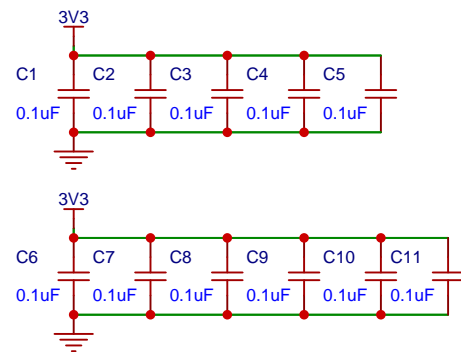 3V3
C1 C2 C3 C4 C5
0.1uF 0.1uF 0.1uF 0.1uF 0.1uF
3V3
C6 C7 C8 C9 C10 C11
0.1uF 0.1uF 0.1uF 0.1uF 0.1uF 0.1uF